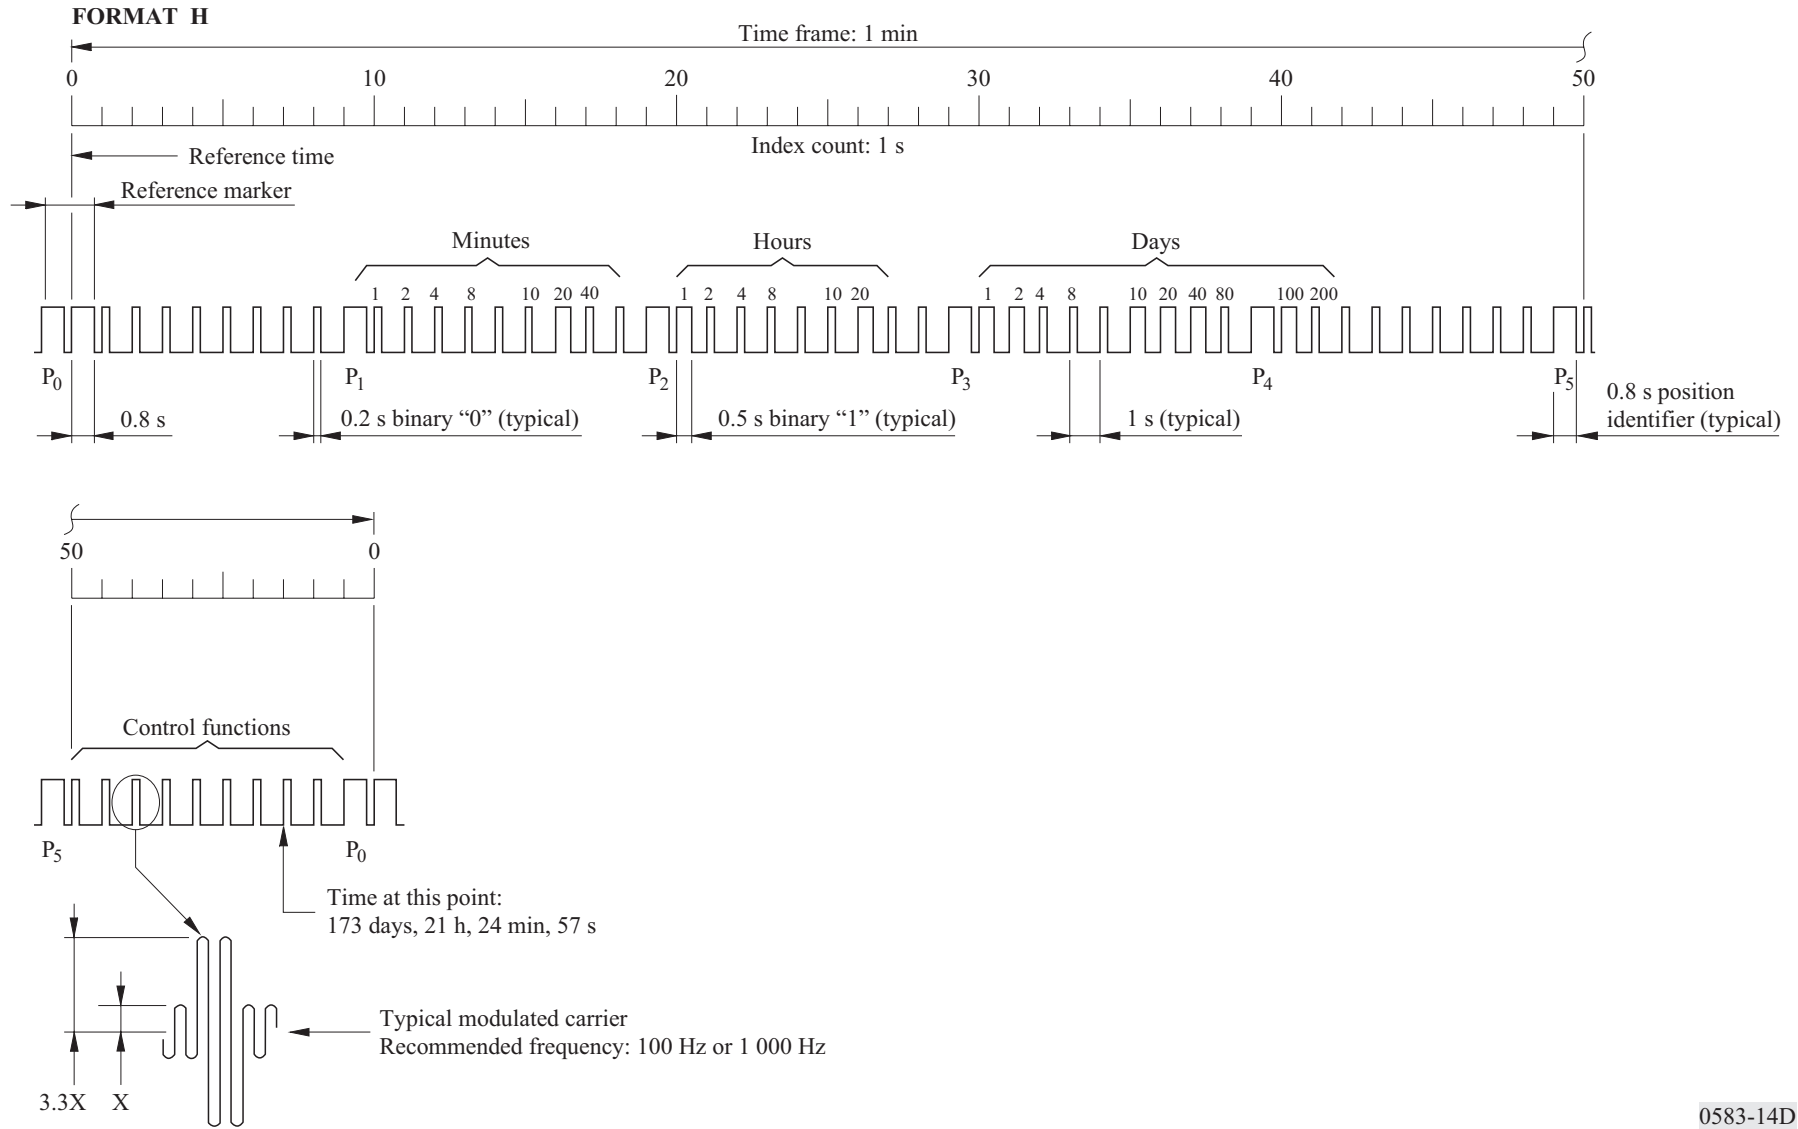 FORMAT H
Time frame: 1 min
0 10 20 30 40 50
Index count: 1 s
Reference time
Reference marker
Minutes Hours Days
1 2 4 8 10 20 40 1 2 4 8 10 20 1 2 4 8 10 20 40 80 100 200
P0 P1 P2 P3 P4 P5
0.8 s 0.2 s binary “0” (typical) 0.5 s binary “1” (typical) 1 s (typical) 0.8 s position
identifier (typical)
50 0
Control functions
P5 P0
Time at this point:
173 days, 21 h, 24 min, 57 s
Typical modulated carrier
Recommended frequency: 100 Hz or 1 000 Hz
3.3X X
0583-14D